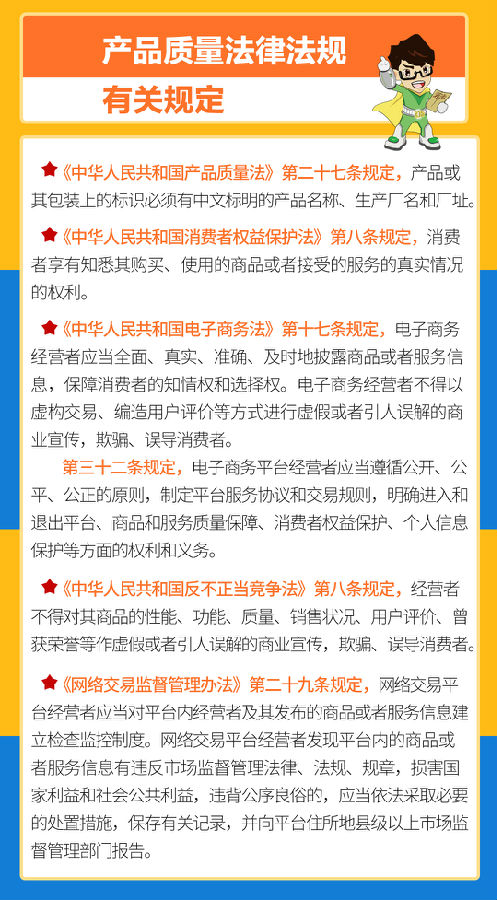 产品质量法律法规
有关规定
《中华人民共和国产品质量法》第二十七条规定，产品或
其包装上的标识必须有中文标明的产品名称、生产厂名和厂址。
《中华人民共和国消费者权益保护法》第八条规定，消费
者享有知悉其购买、使用的商品或者接受的服务的真实情况
的权利。
《中华人民共和国电子商务法》第十七条规定，电子商务
经营者应当全面、真实、准确、及时地披露商品或者服务信
息，保障消费者的知情权和选择权。电子商务经营者不得以
虚构交易、编造用户评价等方式进行虚假或者引人误解的商
业宣传，欺骗、误导消费者。
第三十二条规定，电子商务平台经营者应当遵循公开、公
平、公正的原则，制定平台服务协议和交易规则，明确进入和
退出平台、商品和服务质量保障、消费者权益保护、个人信息
保护等方面的权利和义务。
《中华人民共和国反不正当竞争法》第八条规定，经营者
不得对其商品的性能、功能、质量、销售状况、用户评价、曾
获荣誉等作虚假或者引人误解的商业宣传，欺骗、误导消费者。
《网络交易监督管理办法》第二十九条规定，网络交易平
台经营者应当对平台内经营者及其发布的商品或者服务信息建
立检查监控制度。网络交易平台经营者发现平台内的商品或
者服务信息有违反市场监督管理法律、法规、规章，损害国
家利益和社会公共利益，违背公序良俗的，应当依法采取必要
的处置措施，保存有关记录，并向平台住所地县级以上市场监
督管理部门报告。